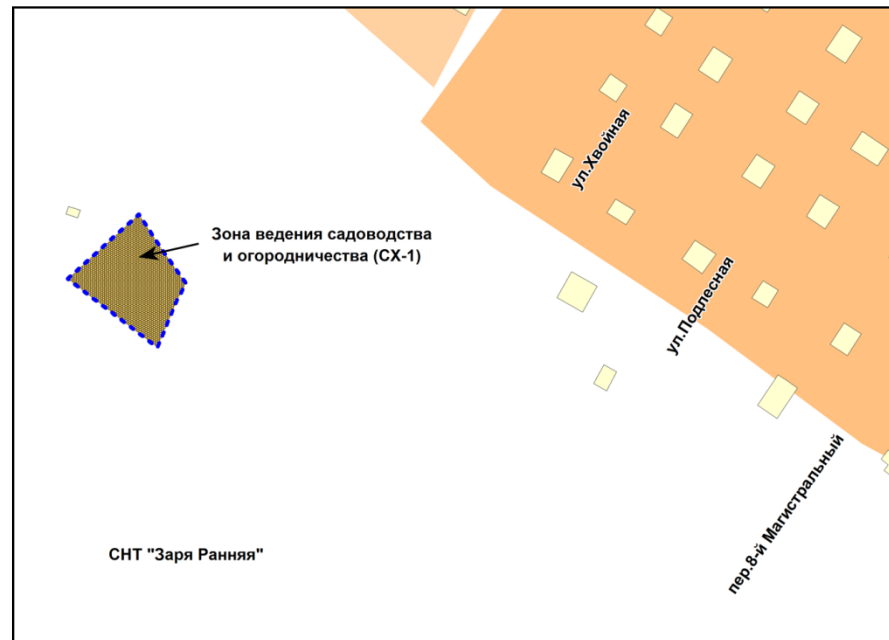 ул.Хвойная
Зона ведения садоводства
и огородничества (СХ-1)
ул.Подлесная
пер.8-й Магистральный
СНТ "Заря Ранняя"